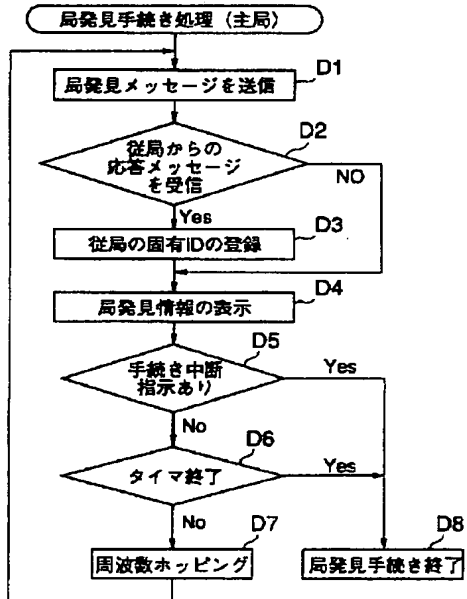 局発見手続き処理（主局）
D1
局発見メッセージを送信
D2
従局からの
応答メッセージ
を受信
NO
Yes
D3
従局の固有IDの登録
D4
局発見情報の表示
D5
手続き中断
指示あり
Yes
No
D6
タイマ終了
Yes
No
D7
周波数ホッピング
D8
局発見手続き終了